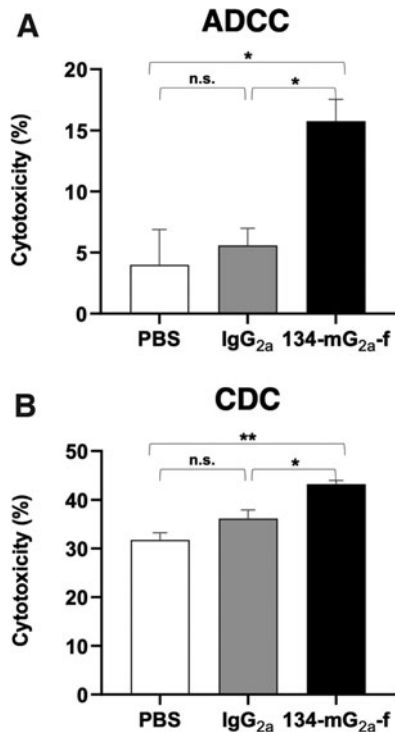 A
ADCC
*
n.s.
*
20
15
10
5
0
Cytotoxicity (%)
PBS IgG₂ₐ 134-mG₂ₐ-f
B
CDC
**
n.s.
*
50
40
30
20
10
0
Cytotoxicity (%)
PBS IgG₂ₐ 134-mG₂ₐ-f